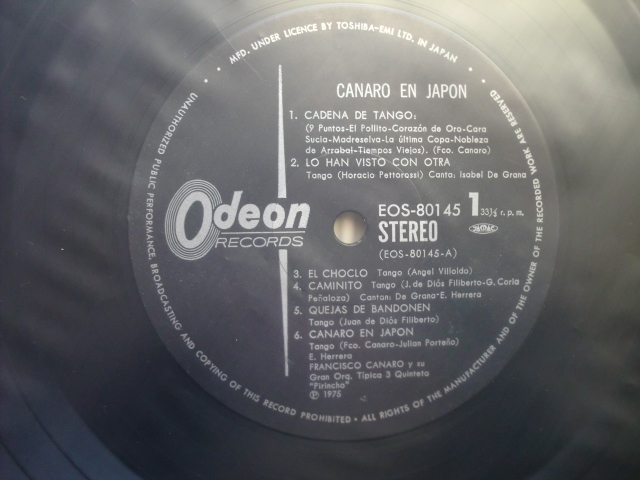 MFD. UNDER LICENCE BY TOSHIBA-EMI LTD. IN JAPAN
CANARO EN JAPON
1. CADENA DE TANGO:
(9 Puntos-El Pollito-Corazón de Oro-Cara
Sucia-Madreselva-La última Copa-Nobleza
de Arrabal-Tiempos Viejos). (Fco. Canaro)
2. LO HAN VISTO CON OTRA
Tango (Horacio Pettorossi) Canta: Isabel De Grana
Odeon
RECORDS
EOS-80145 1 33⅓ r. p. m.
STEREO
(EOS-80145-A)
3. EL CHOCLO Tango (Angel Villoldo)
4. CAMINITO Tango (J. de Dios Filiberto-G. Coria
Peñaloza) Cantan: De Grana-E. Herrera
5. QUEJAS DE BANDONEN
Tango (Juan de Diós Filiberto)
6. CANARO EN JAPON
Tango (Fco. Canaro-Julian Porteño)
E. Herrera
FRANCISCO CANARO y su
Gran Orq. Típica 3 Quinteto
"Pirincho"
Ⓟ 1975
UNAUTHORIZED PUBLIC PERFORMANCE, BROADCASTING AND COPYING OF THIS RECORD PROHIBITED • ALL RIGHTS OF THE MANUFACTURER AND OF THE OWNER OF THE RECORDED WORK ARE RESERVED